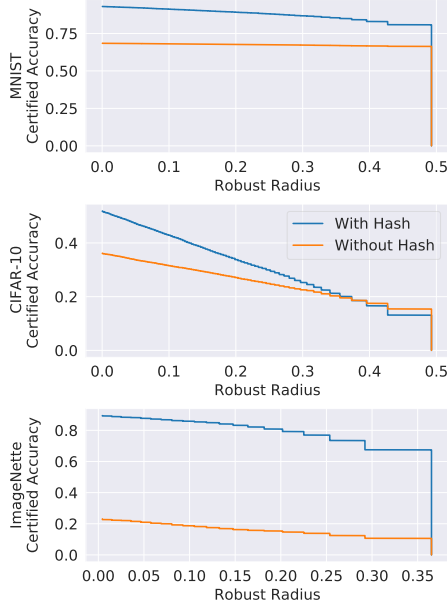 MNIST
Certified Accuracy
0.75
0.50
0.25
0.00
0.0 0.1 0.2 0.3 0.4 0.5
Robust Radius
CIFAR-10
Certified Accuracy
0.4
0.2
0.0
With Hash
Without Hash
0.0 0.1 0.2 0.3 0.4 0.5
Robust Radius
ImageNette
Certified Accuracy
0.8
0.6
0.4
0.2
0.0
0.00 0.05 0.10 0.15 0.20 0.25 0.30 0.35
Robust Radius